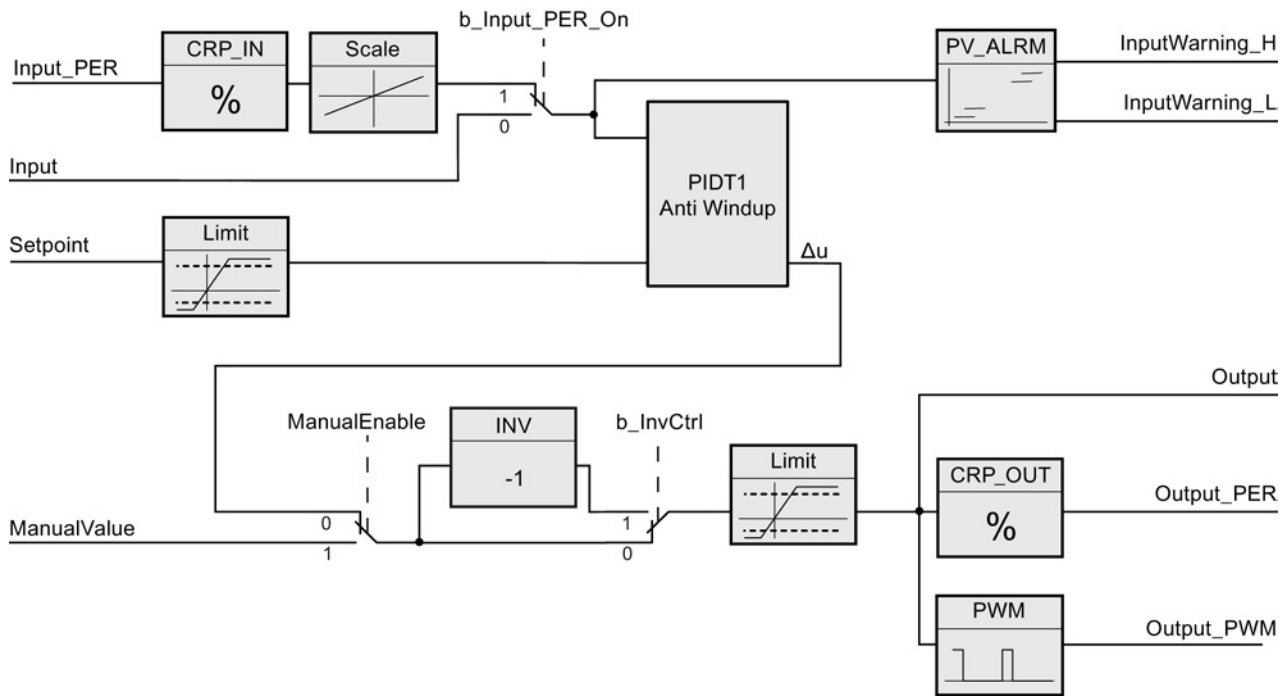 b_Input_PER_On
CRP_IN
Scale
PV_ALRM
InputWarning_H
Input_PER
%
1
0
InputWarning_L
Input
PIDT1
Anti Windup
Setpoint
Limit
Δu
Output
ManualEnable
INV
b_InvCtrl
-1
Limit
CRP_OUT
Output_PER
%
ManualValue
0
1
1
0
PWM
Output_PWM